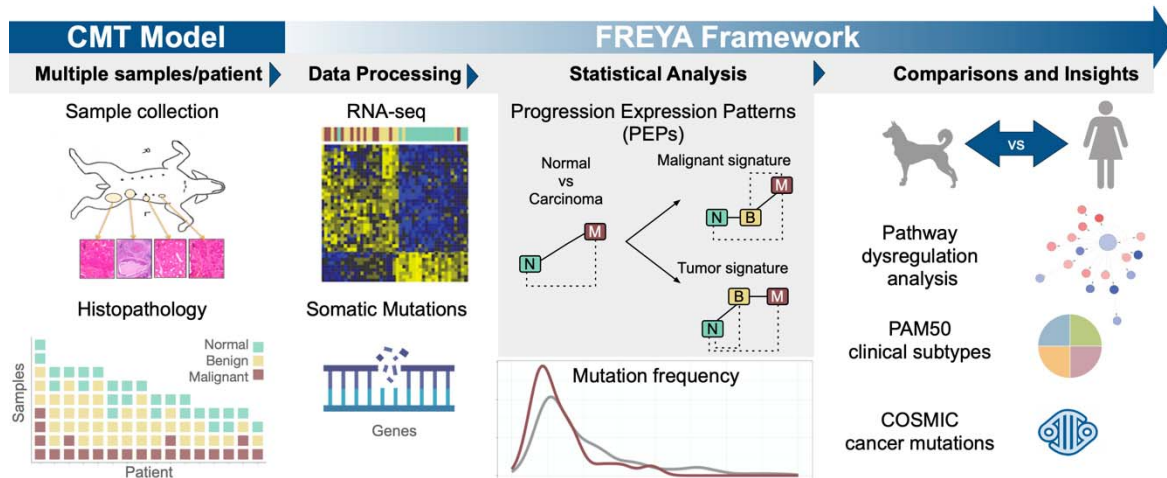 CMT Model
FREYA Framework
Multiple samples/patient
Data Processing
Statistical Analysis
Comparisons and Insights
Sample collection
R
L
Histopathology
Normal
Benign
Malignant
Samples
Patient
RNA-seq
Somatic Mutations
Genes
Progression Expression Patterns
(PEPs)
Normal
vs
Carcinoma
N
M
Malignant signature
N
B
M
Tumor signature
B
M
N
Mutation frequency
vs
Pathway
dysregulation
analysis
PAM50
clinical subtypes
COSMIC
cancer mutations